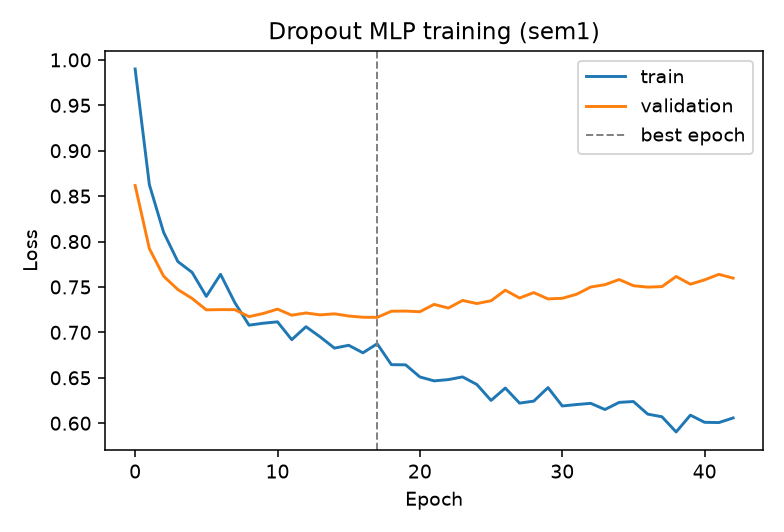 Dropout MLP training (sem1)
train
validation
best epoch
Loss
1.00
0.95
0.90
0.85
0.80
0.75
0.70
0.65
0.60
0 10 20 30 40
Epoch